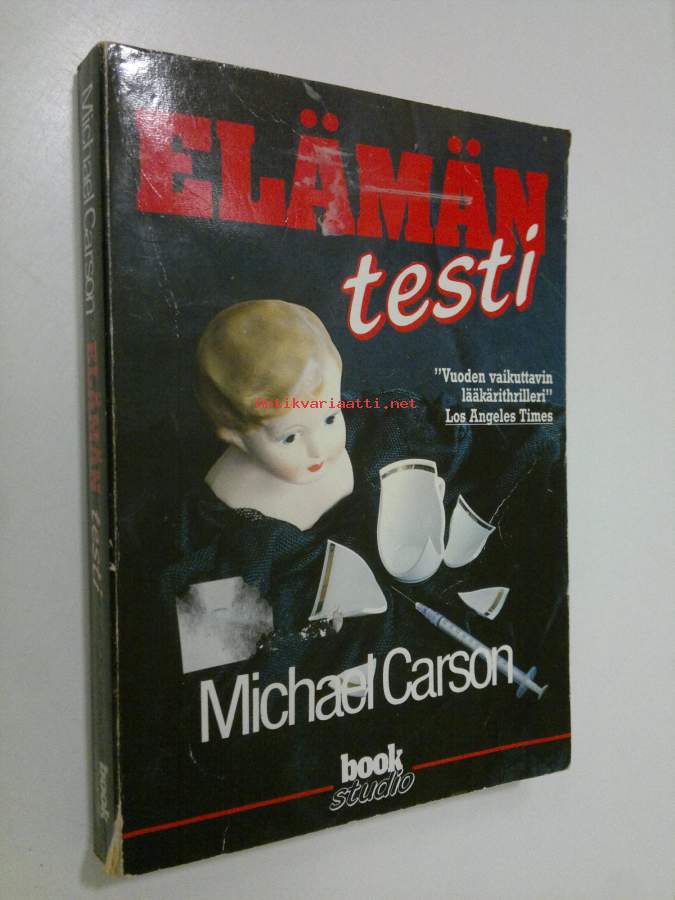 Michael Carson: ELÄMÄN testi
book
ELÄMÄN
testi
"Vuoden vaikuttavin
lääkärithrilleri"
Los Angeles Times
antikvariaatti.net
Michael Carson
book
studio